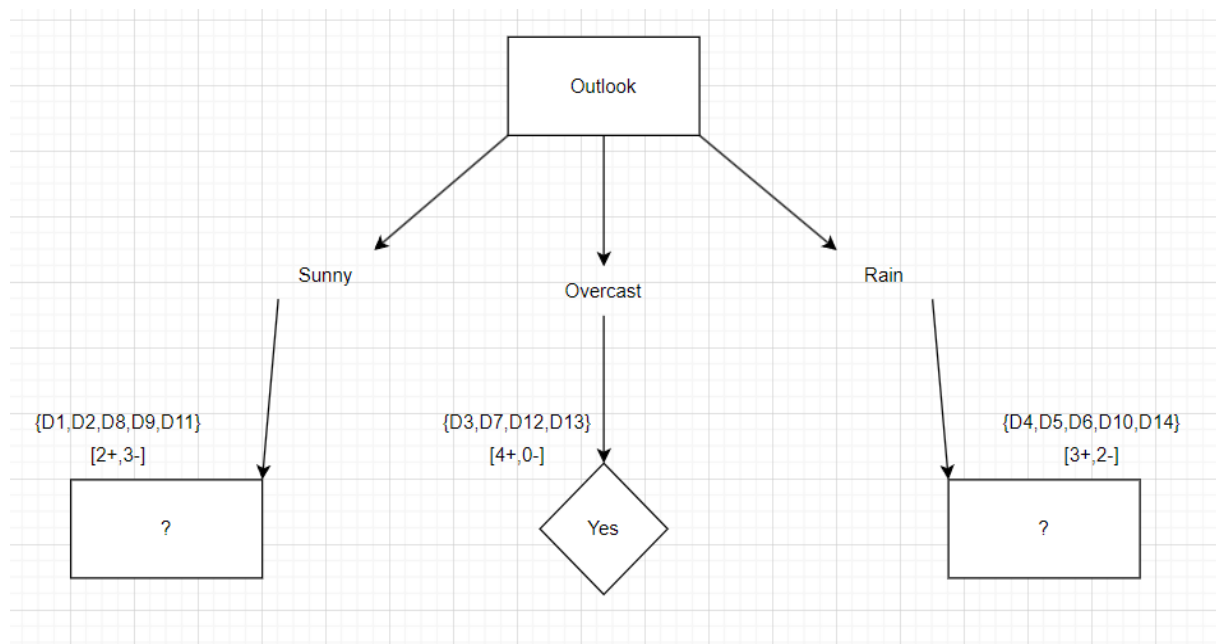 Outlook
Sunny
Overcast
Rain
{D1,D2,D8,D9,D11}
[2+,3-]
{D3,D7,D12,D13}
[4+,0-]
{D4,D5,D6,D10,D14}
[3+,2-]
?
Yes
?